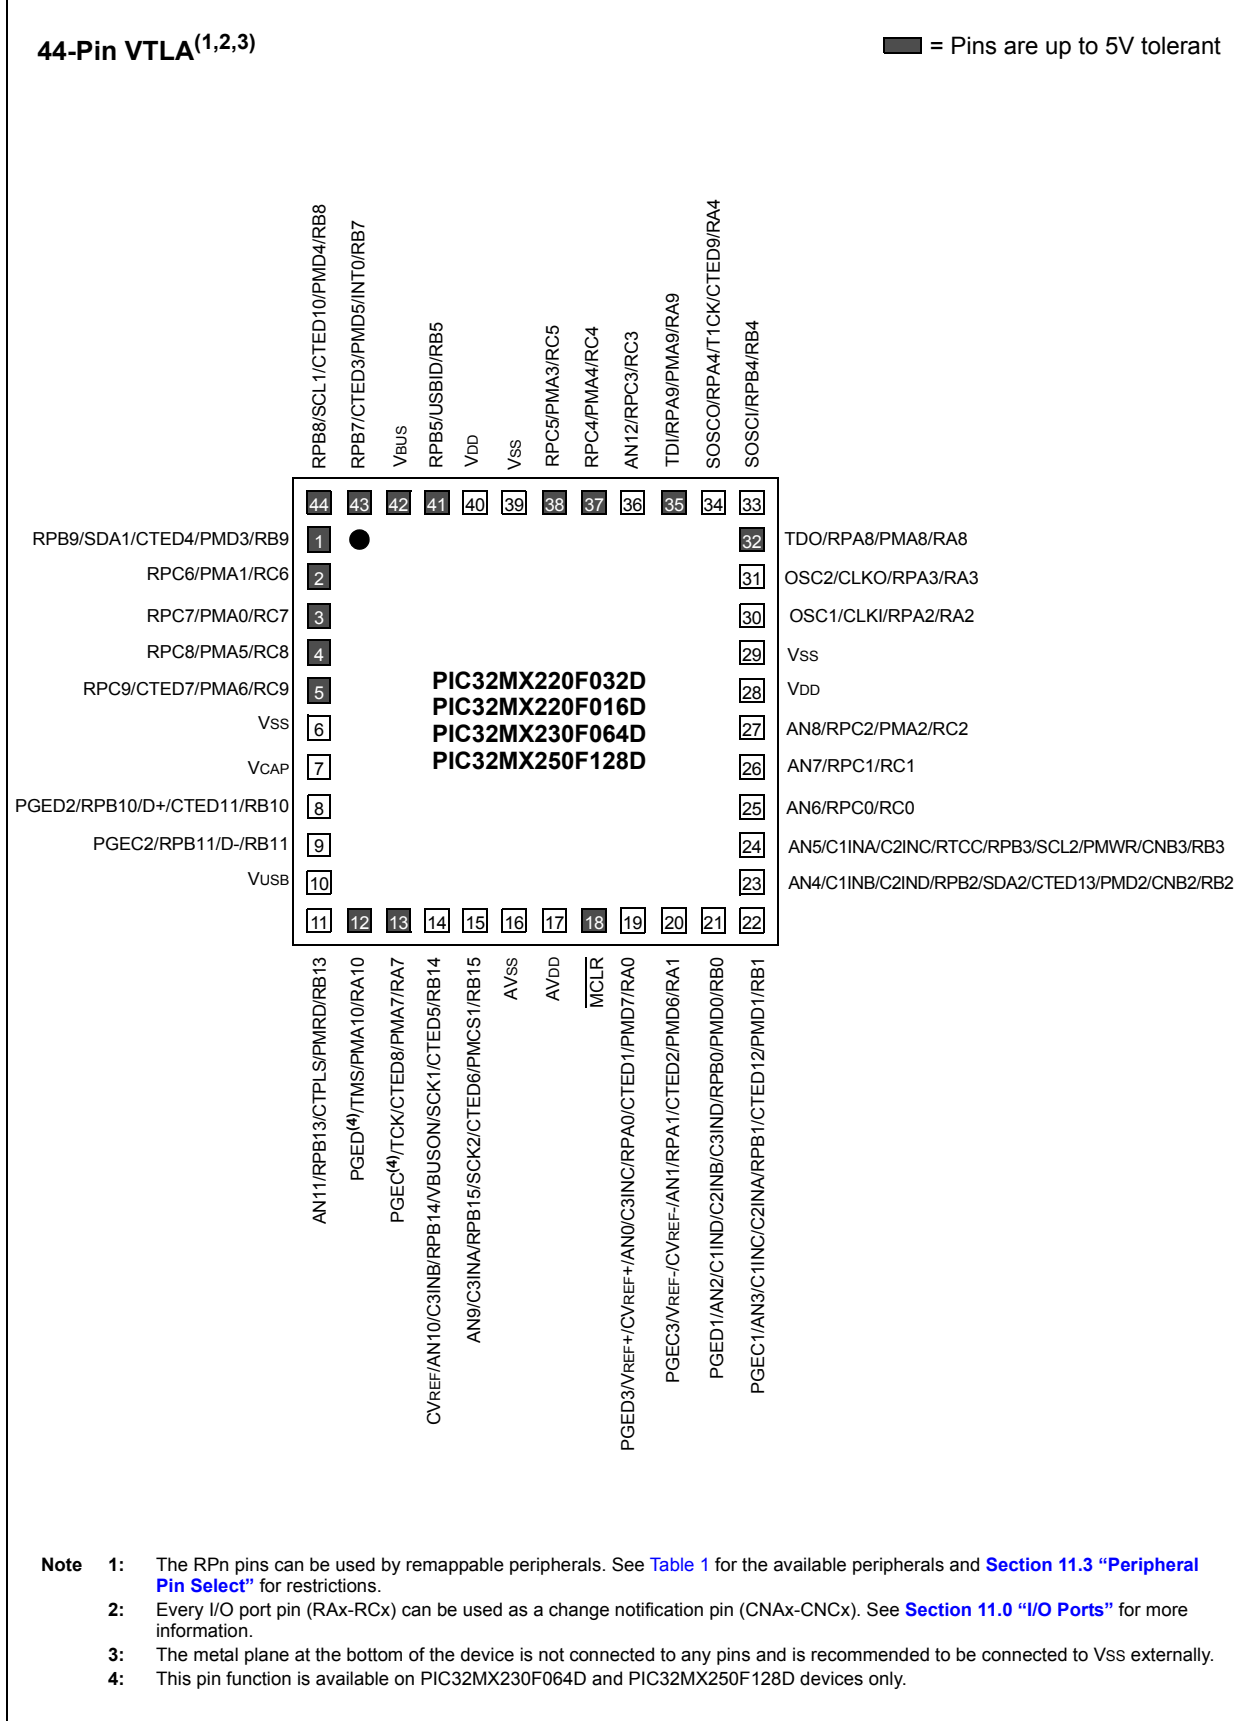 44-Pin VTLA(1,2,3)
= Pins are up to 5V tolerant
RPB8/SCL1/CTED10/PMD4/RB8
RPB7/CTED3/PMD5/INT0/RB7
VBUS
RPB5/USBID/RB5
VDD
VSS
RPC5/PMA3/RC5
RPC4/PMA4/RC4
AN12/RPC3/RC3
TDI/RPA9/PMA9/RA9
SOSCO/RPA4/T1CK/CTED9/RA4
SOSCI/RPB4/RB4
44 43 42 41 40 39 38 37 36 35 34 33
RPB9/SDA1/CTED4/PMD3/RB9 1
32 TDO/RPA8/PMA8/RA8
RPC6/PMA1/RC6 2
31 OSC2/CLKO/RPA3/RA3
RPC7/PMA0/RC7 3
30 OSC1/CLKI/RPA2/RA2
RPC8/PMA5/RC8 4
29 VSS
RPC9/CTED7/PMA6/RC9 5
28 VDD
VSS 6
27 AN8/RPC2/PMA2/RC2
VCAP 7
26 AN7/RPC1/RC1
PGED2/RPB10/D+/CTED11/RB10 8
25 AN6/RPC0/RC0
PGEC2/RPB11/D-/RB11 9
24 AN5/C1INA/C2INC/RTCC/RPB3/SCL2/PMWR/CNB3/RB3
VUSB 10
23 AN4/C1INB/C2IND/RPB2/SDA2/CTED13/PMD2/CNB2/RB2
PIC32MX220F032D
PIC32MX220F016D
PIC32MX230F064D
PIC32MX250F128D
11 12 13 14 15 16 17 18 19 20 21 22
AN11/RPB13/CTPLS/PMRD/RB13
PGED(4)/TMS/PMA10/RA10
PGEC(4)/TCK/CTED8/PMA7/RA7
CVREF/AN10/C3INB/RPB14/VBUSON/SCK1/CTED5/RB14
AN9/C3INA/RPB15/SCK2/CTED6/PMCS1/RB15
AVSS
AVDD
MCLR
PGED3/VREF+/CVREF+/AN0/C3INC/RPA0/CTED1/PMD7/RA0
PGEC3/VREF-/CVREF-/AN1/RPA1/CTED2/PMD6/RA1
PGED1/AN2/C1IND/C2INB/C3IND/RPB0/PMD0/RB0
PGEC1/AN3/C1INC/C2INA/RPB1/CTED12/PMD1/RB1
Note 1: The RPn pins can be used by remappable peripherals. See Table 1 for the available peripherals and Section 11.3 “Peripheral
Pin Select” for restrictions.
2: Every I/O port pin (RAx-RCx) can be used as a change notification pin (CNAx-CNCx). See Section 11.0 “I/O Ports” for more
information.
3: The metal plane at the bottom of the device is not connected to any pins and is recommended to be connected to VSS externally.
4: This pin function is available on PIC32MX230F064D and PIC32MX250F128D devices only.